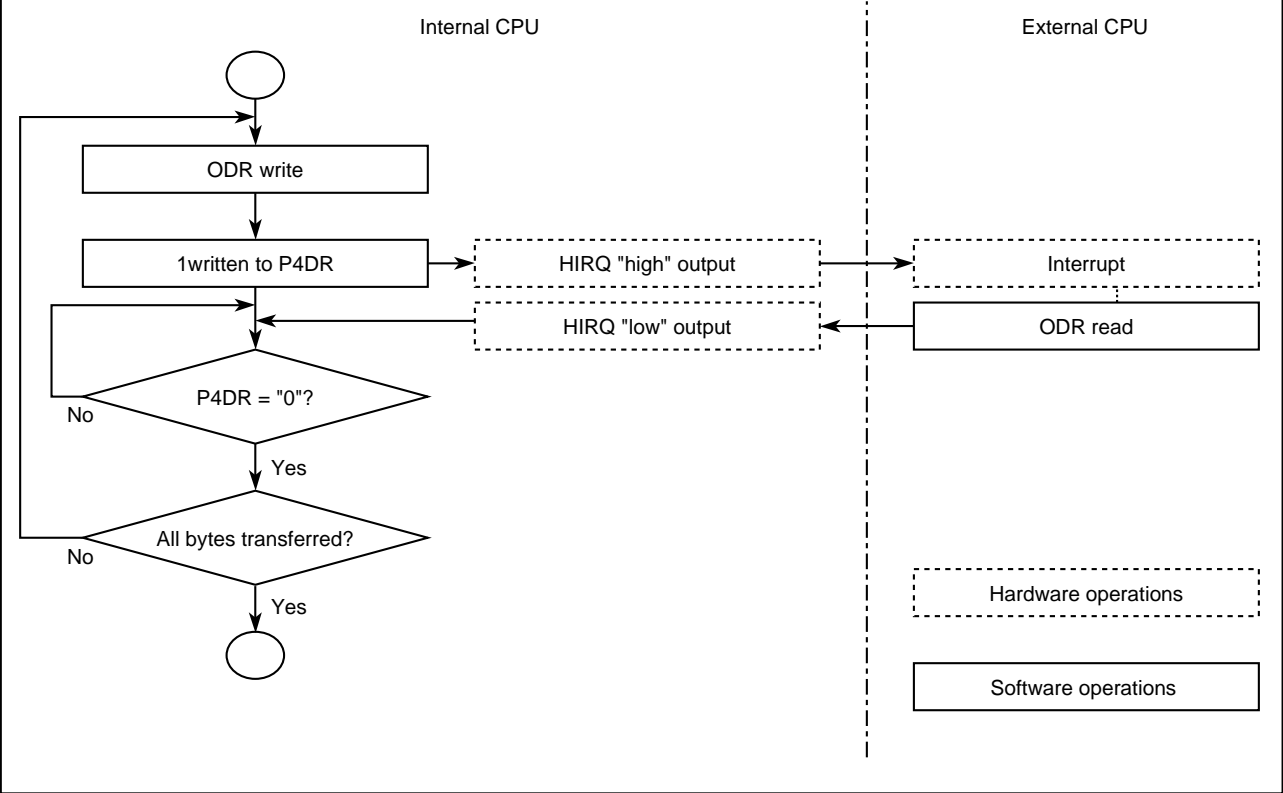 Internal CPU
External CPU
ODR write
1written to P4DR
HIRQ "high" output
Interrupt
HIRQ "low" output
ODR read
P4DR = "0"?
No
Yes
All bytes transferred?
No
Yes
Hardware operations
Software operations